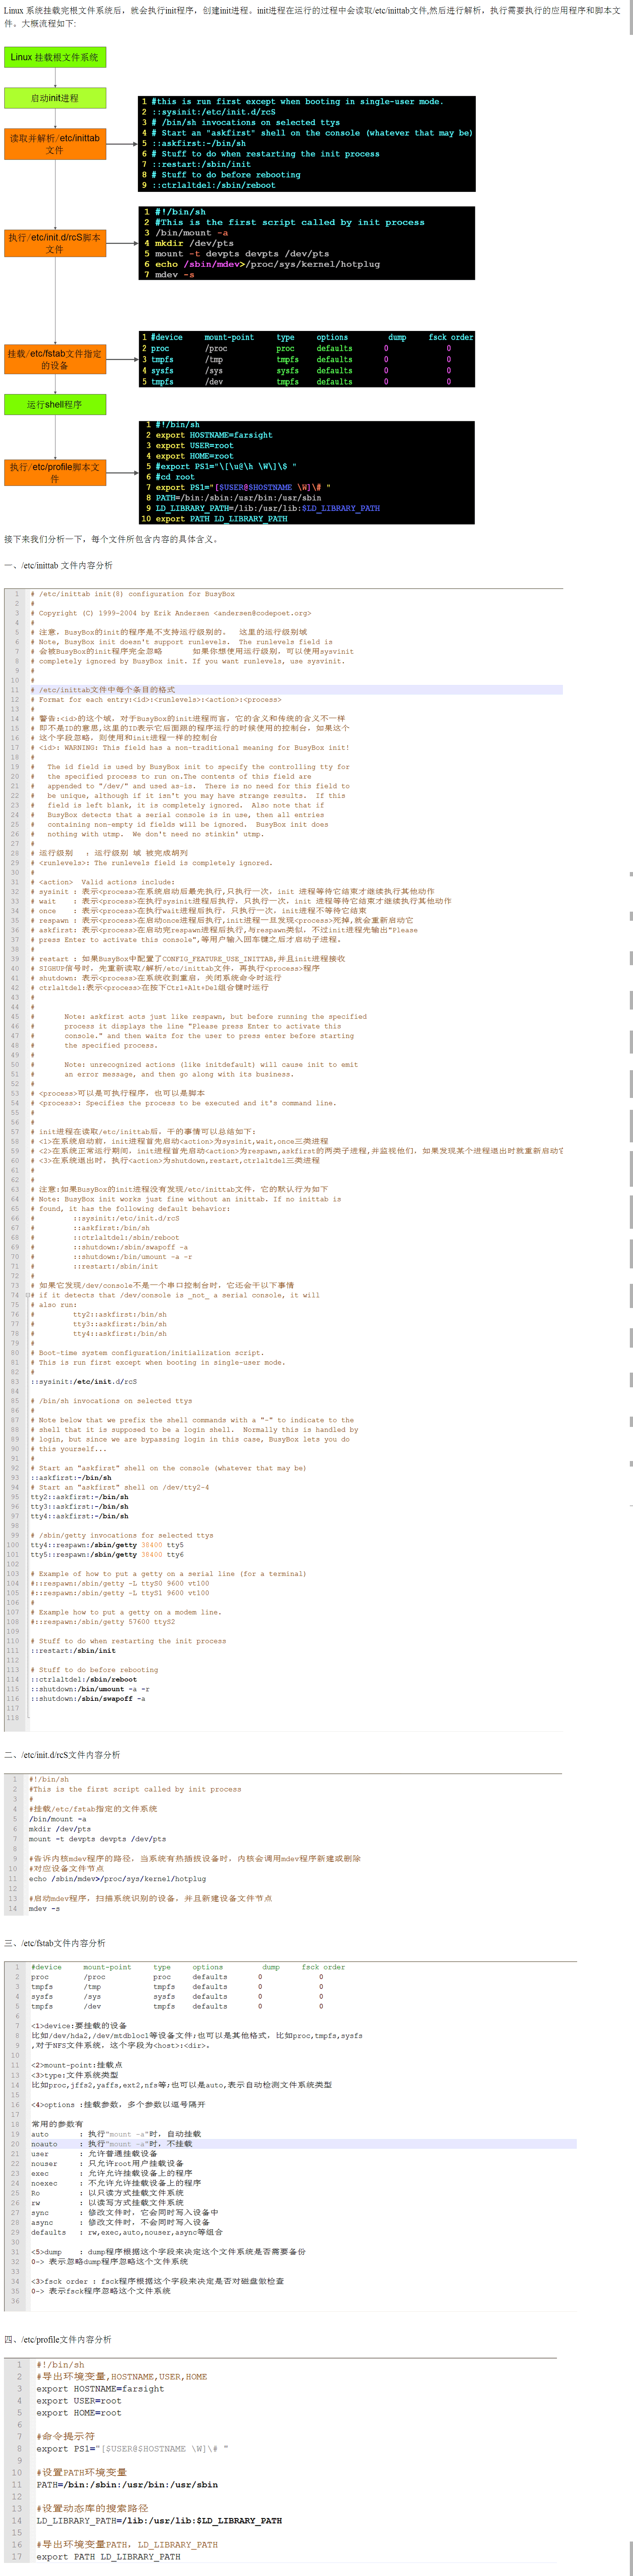 Linux 系统挂载完根文件系统后，就会执行init程序，创建init进程。init进程在运行的过程中会读取/etc/inittab文件,然后进行解析，执行需要执行的应用程序和脚本文
件。大概流程如下:
Linux 挂载根文件系统
启动init进程
读取并解析/etc/inittab
文件
1 #this is run first except when booting in single-user mode.
2 ::sysinit:/etc/init.d/rcS
3 # /bin/sh invocations on selected ttys
4 # Start an "askfirst" shell on the console (whatever that may be)
5 ::askfirst:-/bin/sh
6 # Stuff to do when restarting the init process
7 ::restart:/sbin/init
8 # Stuff to do before rebooting
9 ::ctrlaltdel:/sbin/reboot
执行/etc/init.d/rcS脚本
文件
1 #!/bin/sh
2 #This is the first script called by init process
3 /bin/mount -a
4 mkdir /dev/pts
5 mount -t devpts devpts /dev/pts
6 echo /sbin/mdev>/proc/sys/kernel/hotplug
7 mdev -s
挂载/etc/fstab文件指定
的设备
1 #device mount-point type options dump fsck order
2 proc /proc proc defaults 0 0
3 tmpfs /tmp tmpfs defaults 0 0
4 sysfs /sys sysfs defaults 0 0
5 tmpfs /dev tmpfs defaults 0 0
运行shell程序
执行/etc/profile脚本文
件
1 #!/bin/sh
2 export HOSTNAME=farsight
3 export USER=root
4 export HOME=root
5 #export PS1="\[\u@\h \W\]\$ "
6 #cd root
7 export PS1="[$USER@$HOSTNAME \W]\# "
8 PATH=/bin:/sbin:/usr/bin:/usr/sbin
9 LD_LIBRARY_PATH=/lib:/usr/lib:$LD_LIBRARY_PATH
10 export PATH LD_LIBRARY_PATH
接下来我们分析一下，每个文件所包含内容的具体含义。
一、/etc/inittab 文件内容分析
1 # /etc/inittab init(8) configuration for BusyBox
2 #
3 # Copyright (C) 1999-2004 by Erik Andersen <andersen@codepoet.org>
4 #
5 # 注意，BusyBox的init的程序是不支持运行级别的。 这里的运行级别域
6 # Note, BusyBox init doesn't support runlevels. The runlevels field is
7 # 会被BusyBox的init程序完全忽略 如果你想使用运行级别，可以使用sysvinit
8 # completely ignored by BusyBox init. If you want runlevels, use sysvinit.
9 #
10 #
11 # /etc/inittab文件中每个条目的格式
12 # Format for each entry:<id>:<runlevels>:<action>:<process>
13 #
14 # 警告:<id>的这个域，对于BusyBox的init进程而言，它的含义和传统的含义不一样
15 # 即不是ID的意思,这里的ID表示它后面跟的程序运行的时候使用的控制台，如果这个
16 # 这个字段忽略，则使用和init进程一样的控制台
17 # <id>: WARNING: This field has a non-traditional meaning for BusyBox init!
18 #
19 # The id field is used by BusyBox init to specify the controlling tty for
20 # the specified process to run on.The contents of this field are
21 # appended to "/dev/" and used as-is. There is no need for this field to
22 # be unique, although if it isn't you may have strange results. If this
23 # field is left blank, it is completely ignored. Also note that if
24 # BusyBox detects that a serial console is in use, then all entries
25 # containing non-empty id fields will be ignored. BusyBox init does
26 # nothing with utmp. We don't need no stinkin' utmp.
27 #
28 # 运行级别 ：运行级别 域 被完成胡列
29 # <runlevels>: The runlevels field is completely ignored.
30 #
31 # <action> Valid actions include:
32 # sysinit : 表示<process>在系统启动后最先执行,只执行一次，init 进程等待它结束才继续执行其他动作
33 # wait : 表示<process>在执行sysinit进程后执行，只执行一次，init 进程等待它结束才继续执行其他动作
34 # once : 表示<process>在执行wait进程后执行，只执行一次，init进程不等待它结束
35 # respawn : 表示<process>在启动once进程后执行,init进程一旦发现<process>死掉,就会重新启动它
36 # askfirst: 表示<process>在启动完respawn进程后执行,与respawn类似，不过init进程先输出"Please
37 # press Enter to activate this console",等用户输入回车键之后才启动子进程。
38 #
39 # restart : 如果BusyBox中配置了CONFIG_FEATURE_USE_INITTAB,并且init进程接收
40 # SIGHUP信号时，先重新读取/解析/etc/inittab文件，再执行<process>程序
41 # shutdown: 表示<process>在系统收到重启，关闭系统命令时运行
42 # ctrlaltdel:表示<process>在按下Ctrl+Alt+Del组合键时运行
43 #
44 #
45 # Note: askfirst acts just like respawn, but before running the specified
46 # process it displays the line "Please press Enter to activate this
47 # console." and then waits for the user to press enter before starting
48 # the specified process.
49 #
50 # Note: unrecognized actions (like initdefault) will cause init to emit
51 # an error message, and then go along with its business.
52 #
53 # <process>可以是可执行程序，也可以是脚本
54 # <process>: Specifies the process to be executed and it's command line.
55 #
56 #
57 # init进程在读取/etc/inittab后，干的事情可以总结如下:
58 # <1>在系统启动前，init进程首先启动<action>为sysinit,wait,once三类进程
59 # <2>在系统正常运行期间，init进程首先启动<action>为respawn,askfirst的两类子进程,并监视他们，如果发现某个进程退出时就重新启动它
60 # <3>在系统退出时，执行<action>为shutdown,restart,ctrlaltdel三类进程
61 #
62 #
63 # 注意:如果BusyBox的init进程没有发现/etc/inittab文件，它的默认行为如下
64 # Note: BusyBox init works just fine without an inittab. If no inittab is
65 # found, it has the following default behavior:
66 # ::sysinit:/etc/init.d/rcS
67 # ::askfirst:/bin/sh
68 # ::ctrlaltdel:/sbin/reboot
69 # ::shutdown:/sbin/swapoff -a
70 # ::shutdown:/bin/umount -a -r
71 # ::restart:/sbin/init
72 #
73 # 如果它发现/dev/console不是一个串口控制台时，它还会干以下事情
74 # if it detects that /dev/console is _not_ a serial console, it will
75 # also run:
76 # tty2::askfirst:/bin/sh
77 # tty3::askfirst:/bin/sh
78 # tty4::askfirst:/bin/sh
79 #
80 # Boot-time system configuration/initialization script.
81 # This is run first except when booting in single-user mode.
82 #
83 ::sysinit:/etc/init.d/rcS
84
85 # /bin/sh invocations on selected ttys
86 #
87 # Note below that we prefix the shell commands with a "-" to indicate to the
88 # shell that it is supposed to be a login shell. Normally this is handled by
89 # login, but since we are bypassing login in this case, BusyBox lets you do
90 # this yourself...
91 #
92 # Start an "askfirst" shell on the console (whatever that may be)
93 ::askfirst:-/bin/sh
94 # Start an "askfirst" shell on /dev/tty2-4
95 tty2::askfirst:-/bin/sh
96 tty3::askfirst:-/bin/sh
97 tty4::askfirst:-/bin/sh
98
99 # /sbin/getty invocations for selected ttys
100 tty4::respawn:/sbin/getty 38400 tty5
101 tty5::respawn:/sbin/getty 38400 tty6
102
103 # Example of how to put a getty on a serial line (for a terminal)
104 #::respawn:/sbin/getty -L ttyS0 9600 vt100
105 #::respawn:/sbin/getty -L ttyS1 9600 vt100
106 #
107 # Example how to put a getty on a modem line.
108 #::respawn:/sbin/getty 57600 ttyS2
109
110 # Stuff to do when restarting the init process
111 ::restart:/sbin/init
112
113 # Stuff to do before rebooting
114 ::ctrlaltdel:/sbin/reboot
115 ::shutdown:/bin/umount -a -r
116 ::shutdown:/sbin/swapoff -a
117
118
二、/etc/init.d/rcS文件内容分析
1 #!/bin/sh
2 #This is the first script called by init process
3 #
4 #挂载/etc/fstab指定的文件系统
5 /bin/mount -a
6 mkdir /dev/pts
7 mount -t devpts devpts /dev/pts
8
9 #告诉内核mdev程序的路径，当系统有热插拔设备时，内核会调用mdev程序新建或删除
10 #对应设备文件节点
11 echo /sbin/mdev>/proc/sys/kernel/hotplug
12
13 #启动mdev程序，扫描系统识别的设备，并且新建设备文件节点
14 mdev -s
三、/etc/fstab文件内容分析
1 #device mount-point type options dump fsck order
2 proc /proc proc defaults 0 0
3 tmpfs /tmp tmpfs defaults 0 0
4 sysfs /sys sysfs defaults 0 0
5 tmpfs /dev tmpfs defaults 0 0
6
7 <1>device:要挂载的设备
8 比如/dev/hda2,/dev/mtdbloc1等设备文件;也可以是其他格式，比如proc,tmpfs,sysfs
9 ,对于NFS文件系统，这个字段为<host>:<dir>。
10
11 <2>mount-point:挂载点
13 <3>type:文件系统类型
14 比如proc,jffs2,yaffs,ext2,nfs等;也可以是auto,表示自动检测文件系统类型
15
16 <4>options :挂载参数，多个参数以逗号隔开
17
18 常用的参数有
19 auto : 执行"mount -a"时，自动挂载
20 noauto : 执行"mount -a"时，不挂载
21 user : 允许普通挂载设备
22 nouser : 只允许root用户挂载设备
23 exec : 允许允许挂载设备上的程序
24 noexec : 不允许允许挂载设备上的程序
25 Ro : 以只读方式挂载文件系统
26 rw : 以读写方式挂载文件系统
27 sync : 修改文件时，它会同时写入设备中
28 async : 修改文件时，不会同时写入设备
29 defaults : rw,exec,auto,nouser,async等组合
30
31 <5>dump : dump程序根据这个字段来决定这个文件系统是否需要备份
32 0-> 表示忽略dump程序忽略这个文件系统
33
34 <3>fsck order : fsck程序根据这个字段来决定是否对磁盘做检查
35 0-> 表示fsck程序忽略这个文件系统
36
四、/etc/profile文件内容分析
1 #!/bin/sh
2 #导出环境变量,HOSTNAME,USER,HOME
3 export HOSTNAME=farsight
4 export USER=root
5 export HOME=root
6
7 #命令提示符
8 export PS1="[$USER@$HOSTNAME \W]\# "
9
10 #设置PATH环境变量
11 PATH=/bin:/sbin:/usr/bin:/usr/sbin
12
13 #设置动态库的搜索路径
14 LD_LIBRARY_PATH=/lib:/usr/lib:$LD_LIBRARY_PATH
15
16 #导出环境变量PATH，LD_LIBRARY_PATH
17 export PATH LD_LIBRARY_PATH